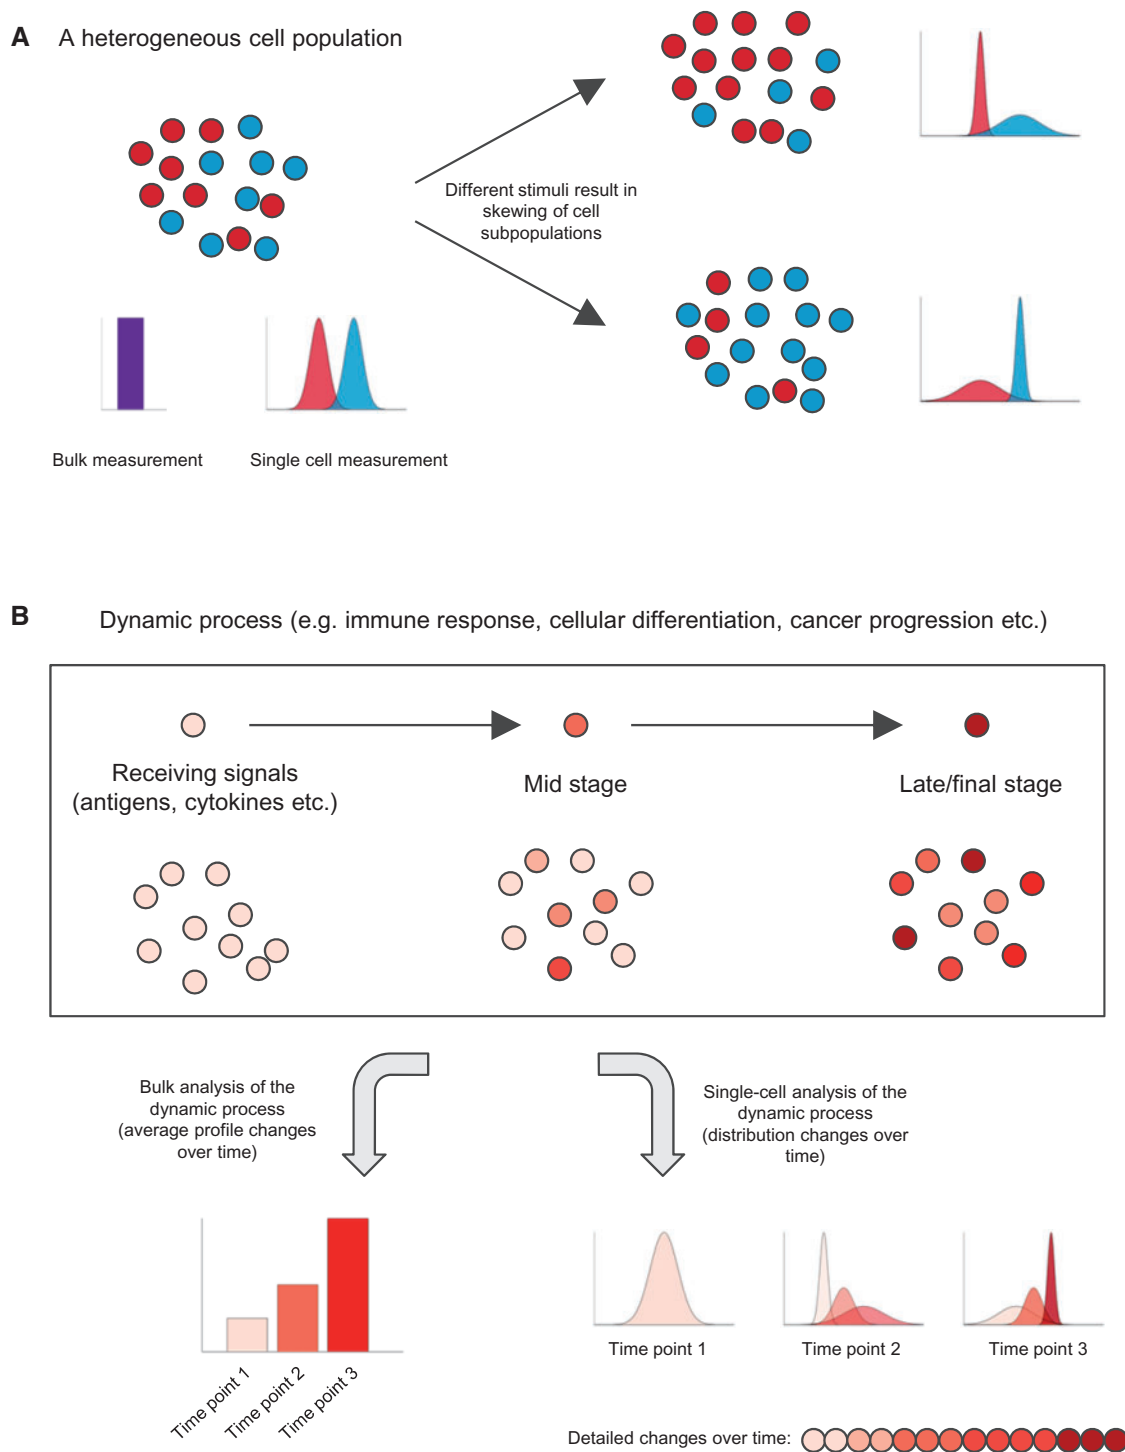 A
A heterogeneous cell population
Different stimuli result in
skewing of cell
subpopulations
Bulk measurement
Single cell measurement
B
Dynamic process (e.g. immune response, cellular differentiation, cancer progression etc.)
Receiving signals
(antigens, cytokines etc.)
Mid stage
Late/final stage
Bulk analysis of the
dynamic process
(average profile changes
over time)
Single-cell analysis of the
dynamic process
(distribution changes over
time)
Time point 1
Time point 2
Time point 3
Time point 1
Time point 2
Time point 3
Detailed changes over time: